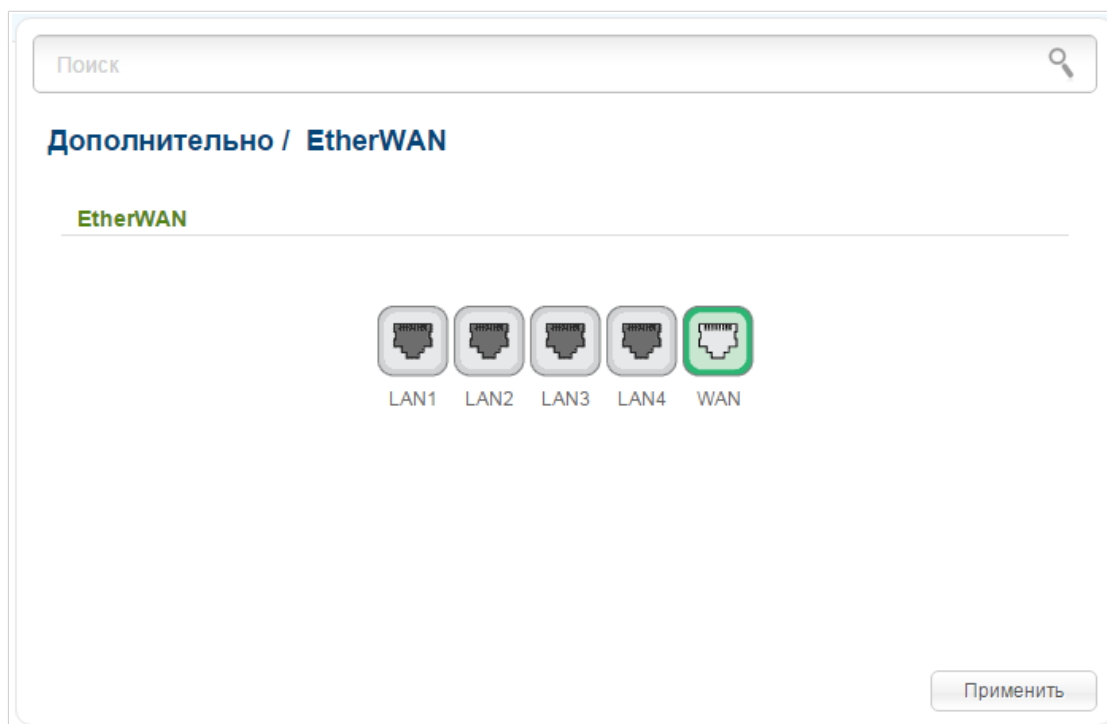 Поиск
Дополнительно / EtherWAN
EtherWAN
LAN1 LAN2 LAN3 LAN4 WAN
Применить